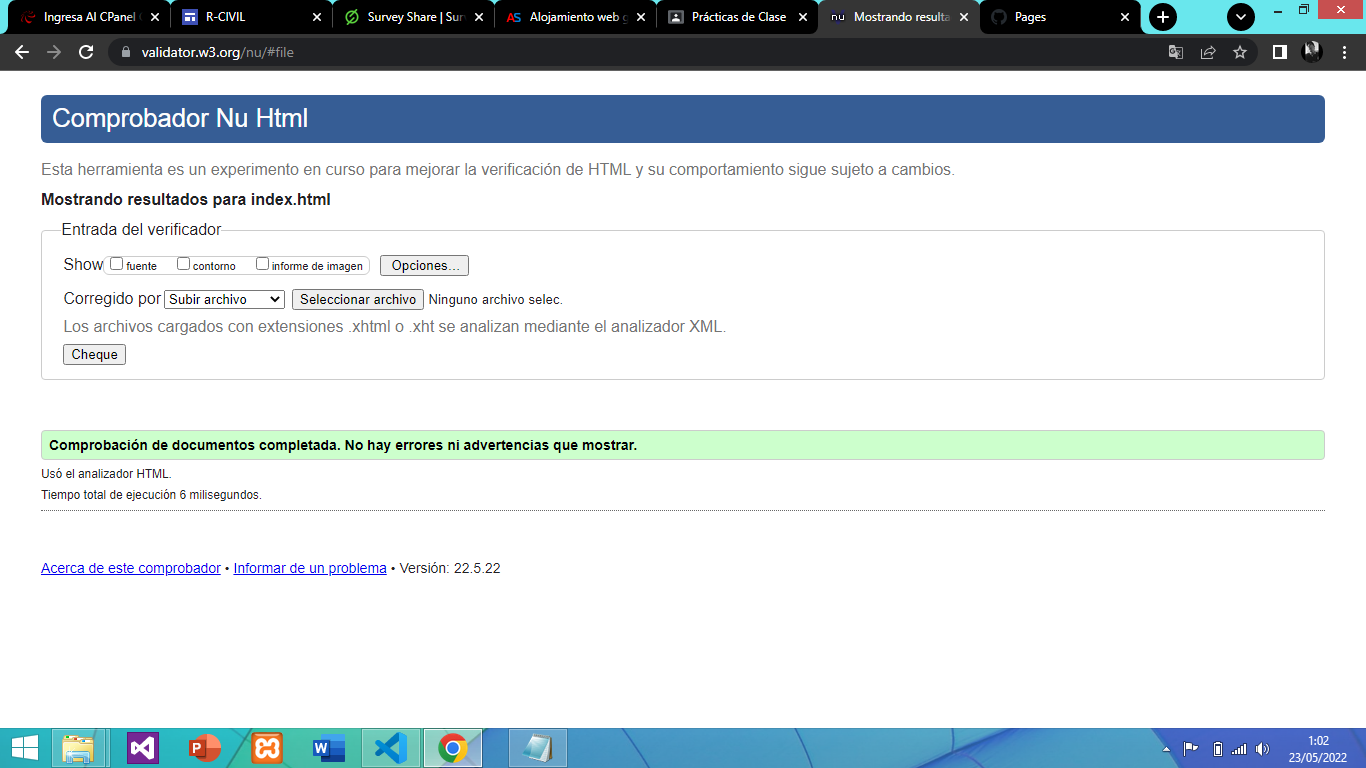 Ingresa Al CPanel
R-CIVIL
Survey Share | Sur
Alojamiento web g
Prácticas de Clase
nu Mostrando resulta
Pages
validator.w3.org/nu/#file
Comprobador Nu Html
Esta herramienta es un experimento en curso para mejorar la verificación de HTML y su comportamiento sigue sujeto a cambios.
Mostrando resultados para index.html
Entrada del verificador
Show fuente contorno informe de imagen Opciones...
Corregido por Subir archivo Seleccionar archivo Ninguno archivo selec.
Los archivos cargados con extensiones .xhtml o .xht se analizan mediante el analizador XML.
Cheque
Comprobación de documentos completada. No hay errores ni advertencias que mostrar.
Usó el analizador HTML.
Tiempo total de ejecución 6 milisegundos.
Acerca de este comprobador • Informar de un problema • Versión: 22.5.22
1:02
23/05/2022